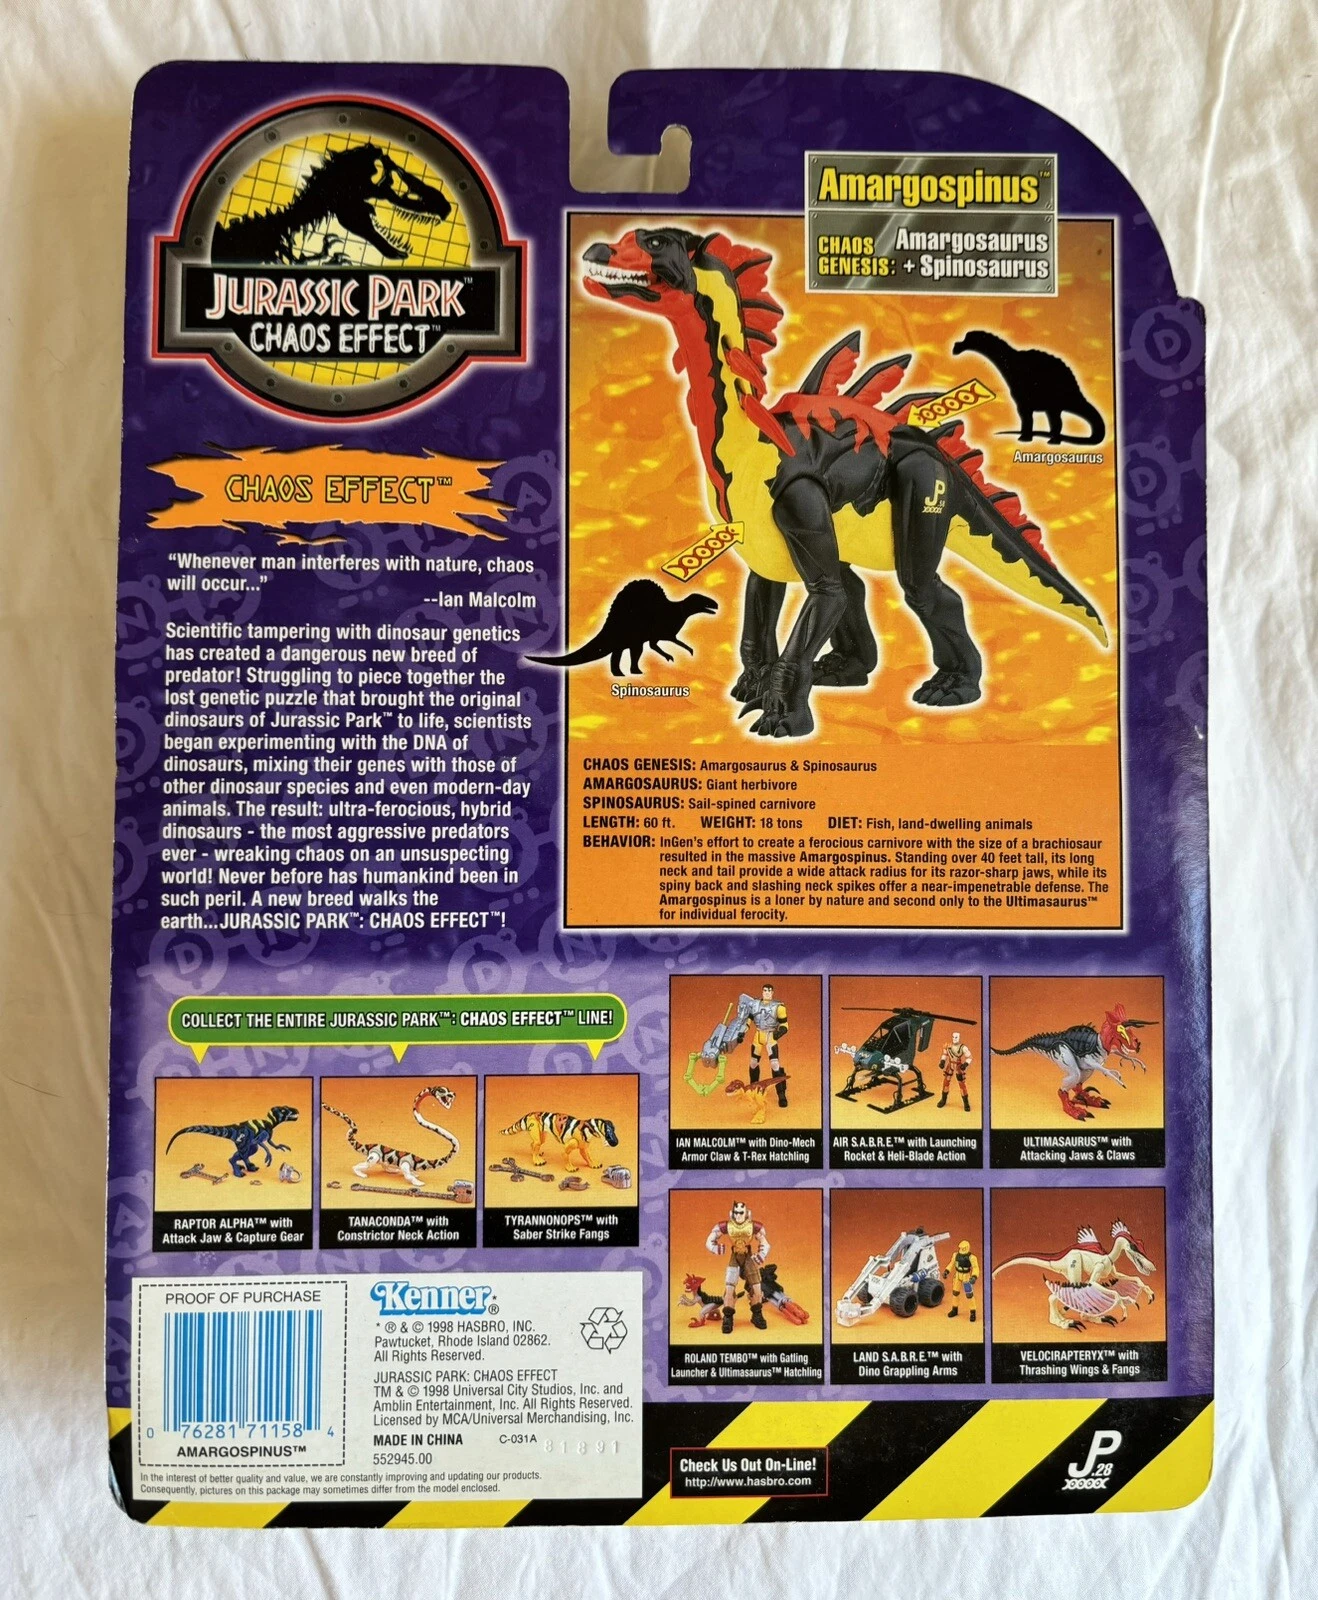 JURASSIC PARK™
CHAOS EFFECT™
Amargospinus™
CHAOS GENESIS: Amargosaurus
+ Spinosaurus
Amargosaurus
JP
Spinosaurus
CHAOS EFFECT™
“Whenever man interferes with nature, chaos
will occur...”
--Ian Malcolm
Scientific tampering with dinosaur genetics
has created a dangerous new breed of
predator! Struggling to piece together the
lost genetic puzzle that brought the original
dinosaurs of Jurassic Park™ to life, scientists
began experimenting with the DNA of
dinosaurs, mixing their genes with those of
other dinosaur species and even modern-day
animals. The result: ultra-ferocious, hybrid
dinosaurs - the most aggressive predators
ever - wreaking chaos on an unsuspecting
world! Never before has humankind been in
such peril. A new breed walks the
earth...JURASSIC PARK™: CHAOS EFFECT™!
CHAOS GENESIS: Amargosaurus & Spinosaurus
AMARGOSAURUS: Giant herbivore
SPINOSAURUS: Sail-spined carnivore
LENGTH: 60 ft. WEIGHT: 18 tons DIET: Fish, land-dwelling animals
BEHAVIOR: InGen's effort to create a ferocious carnivore with the size of a brachiosaur
resulted in the massive Amargospinus. Standing over 40 feet tall, its long
neck and tail provide a wide attack radius for its razor-sharp jaws, while its
spiny back and slashing neck spikes offer a near-impenetrable defense. The
Amargospinus is a loner by nature and second only to the Ultimasaurus™
for individual ferocity.
COLLECT THE ENTIRE JURASSIC PARK™: CHAOS EFFECT™ LINE!
RAPTOR ALPHA™ with
Attack Jaw & Capture Gear
TANACONDA™ with
Constrictor Neck Action
TYRANNONOPS™ with
Saber Strike Fangs
IAN MALCOLM™ with Dino-Mech
Armor Claw & T-Rex Hatchling
AIR S.A.B.R.E.™ with Launching
Rocket & Heli-Blade Action
ULTIMASAURUS™ with
Attacking Jaws & Claws
ROLAND TEMBO™ with Gatling
Launcher & Ultimasaurus™ Hatchling
LAND S.A.B.R.E.™ with
Dino Grappling Arms
VELOCIRAPTERYX™ with
Thrashing Wings & Fangs
PROOF OF PURCHASE
0 76281 71158 4
AMARGOSPINUS™
Kenner®
* ® & © 1998 HASBRO, INC.
Pawtucket, Rhode Island 02862.
All Rights Reserved.
JURASSIC PARK: CHAOS EFFECT
TM & © 1998 Universal City Studios, Inc. and
Amblin Entertainment, Inc. All Rights Reserved.
Licensed by MCA/Universal Merchandising, Inc.
MADE IN CHINA C-031A 81891
552945.00
In the interest of better quality and value, we are constantly improving and updating our products.
Consequently, pictures on this package may sometimes differ from the model enclosed.
Check Us Out On-Line!
http://www.hasbro.com
JP
.28